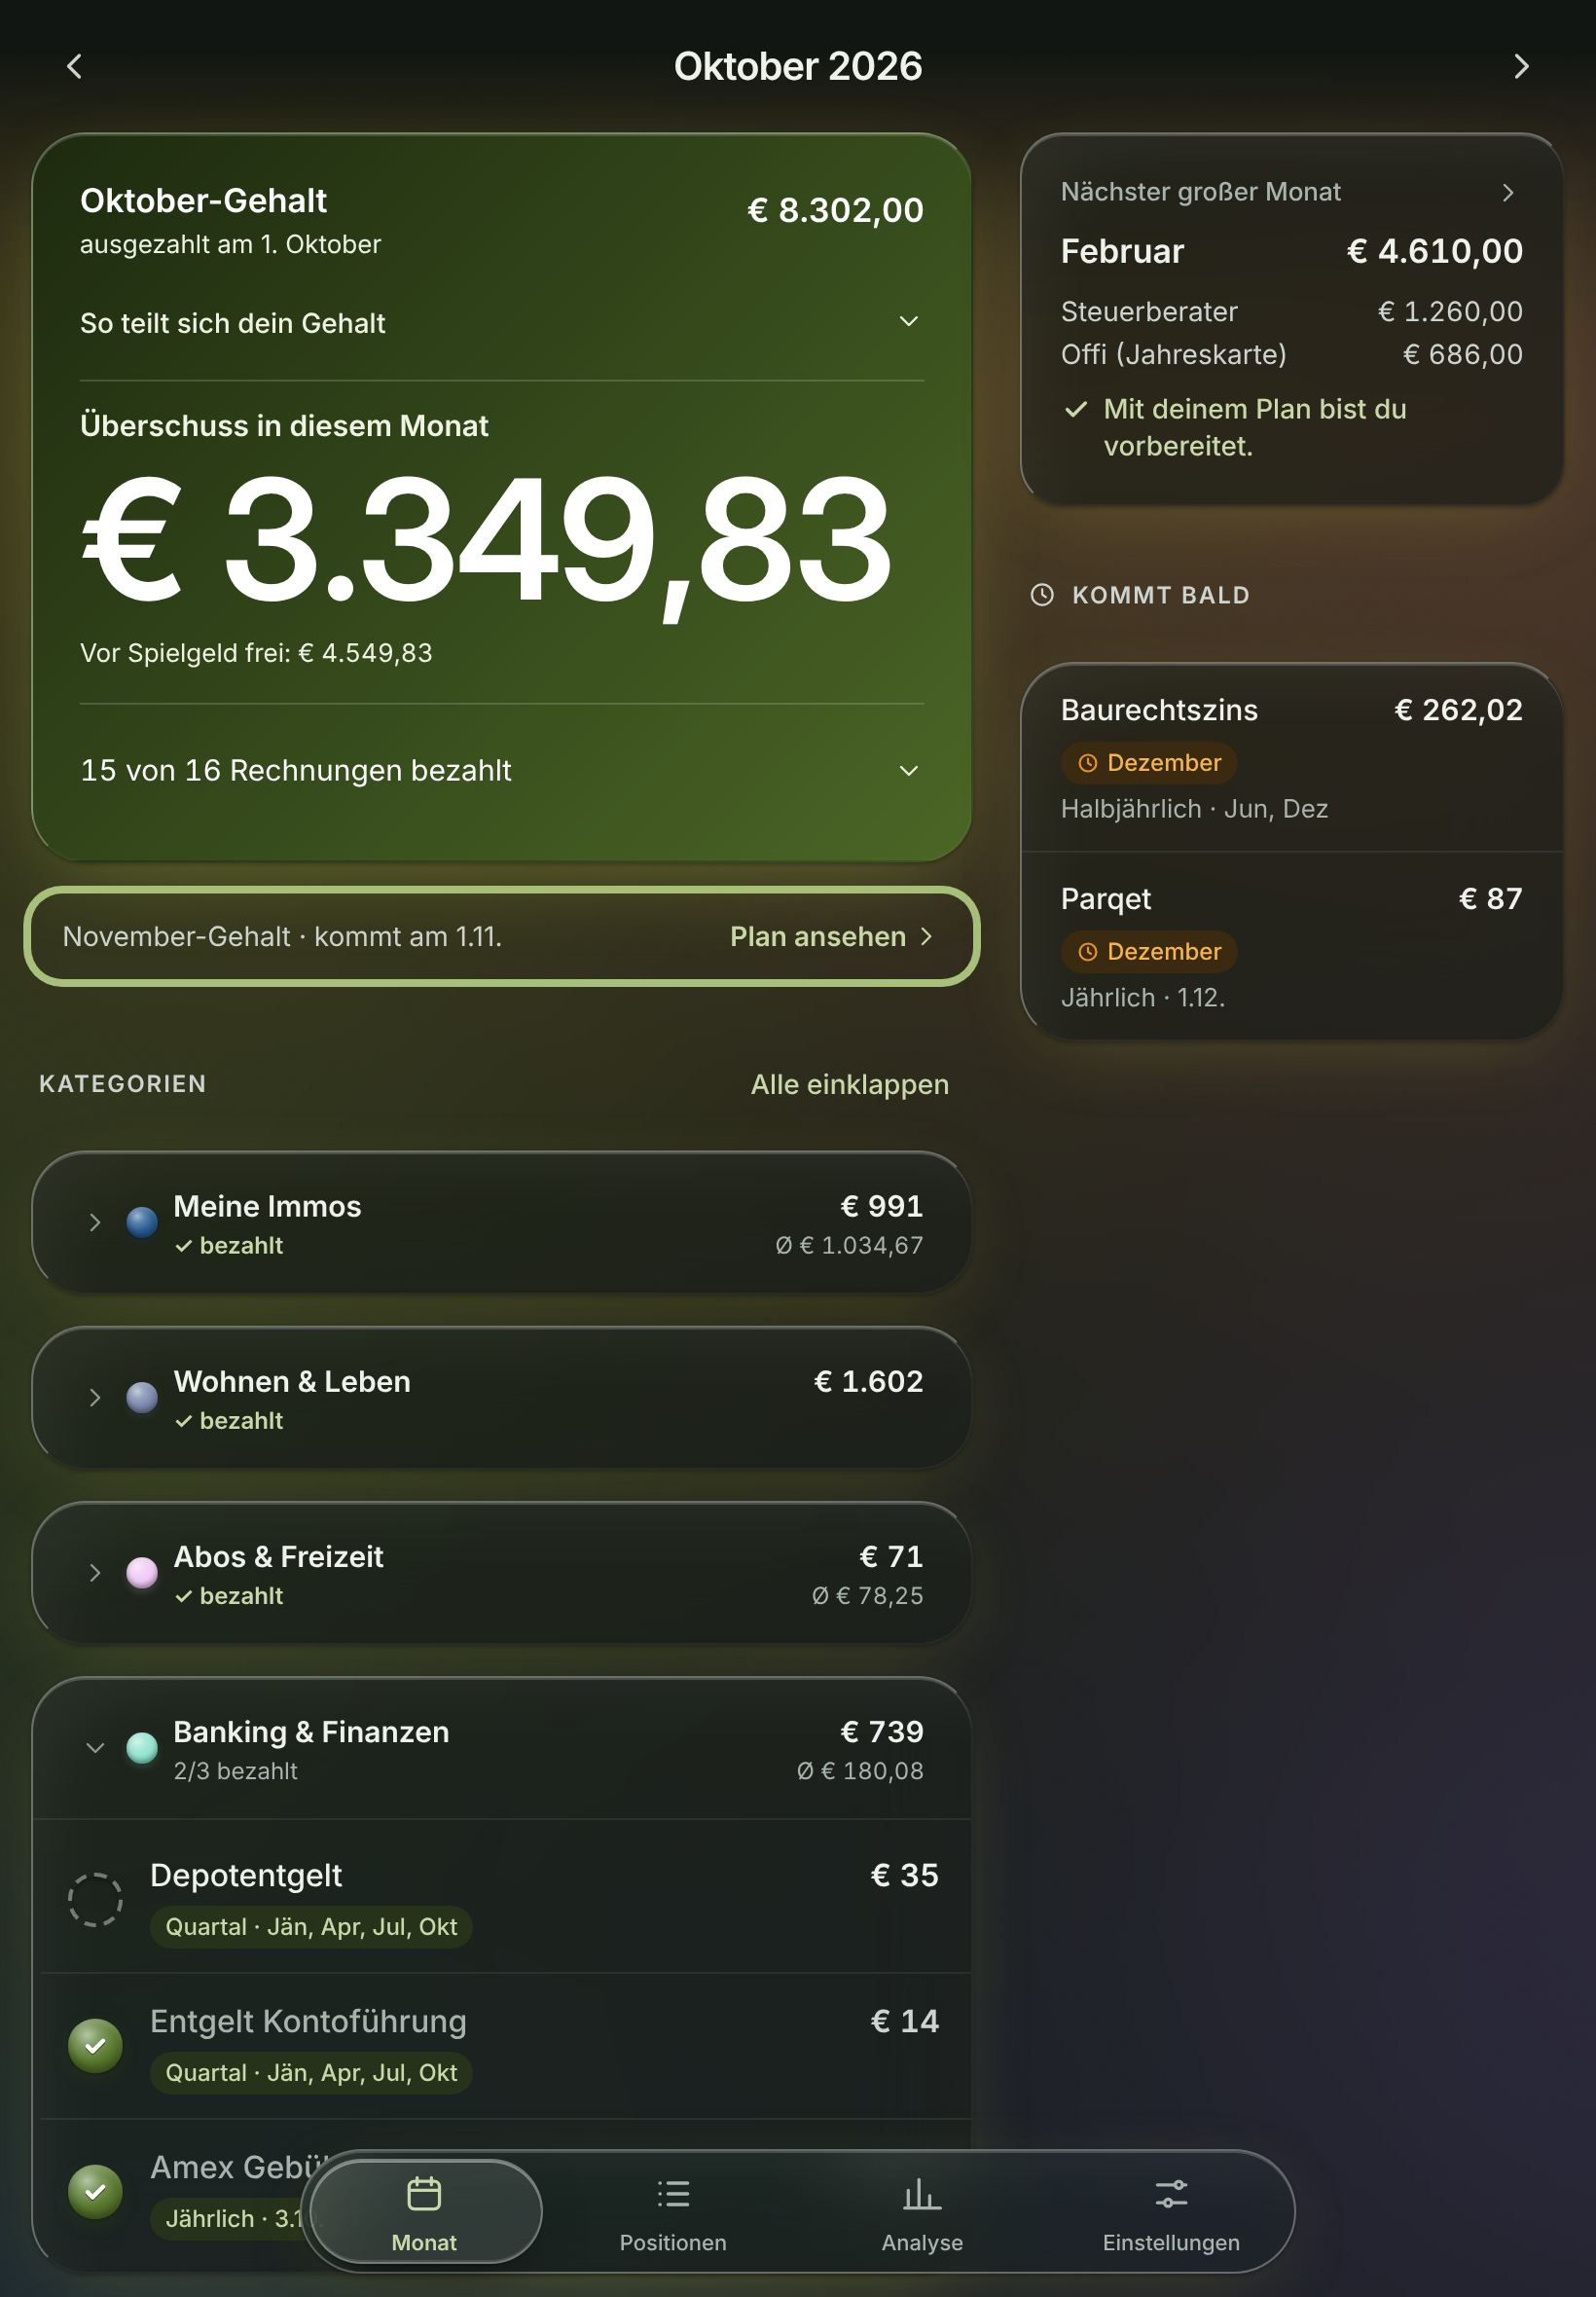 Oktober 2026
Oktober-Gehalt
€ 8.302,00
ausgezahlt am 1. Oktober
So teilt sich dein Gehalt
Überschuss in diesem Monat
€ 3.349,83
Vor Spielgeld frei: € 4.549,83
15 von 16 Rechnungen bezahlt
November-Gehalt · kommt am 1.11.
Plan ansehen
KATEGORIEN
Alle einklappen
Meine Immos
€ 991
bezahlt
Ø € 1.034,67
Wohnen & Leben
€ 1.602
bezahlt
Abos & Freizeit
€ 71
bezahlt
Ø € 78,25
Banking & Finanzen
€ 739
2/3 bezahlt
Ø € 180,08
Depotentgelt
€ 35
Quartal · Jän, Apr, Jul, Okt
Entgelt Kontoführung
€ 14
Quartal · Jän, Apr, Jul, Okt
Amex
Jährlich
Nächster großer Monat
Februar
€ 4.610,00
Steuerberater
€ 1.260,00
Offi (Jahreskarte)
€ 686,00
Mit deinem Plan bist du
vorbereitet.
KOMMT BALD
Baurechtszins
€ 262,02
Dezember
Halbjährlich · Jun, Dez
Parqet
€ 87
Dezember
Jährlich · 1.12.
Monat
Positionen
Analyse
Einstellungen